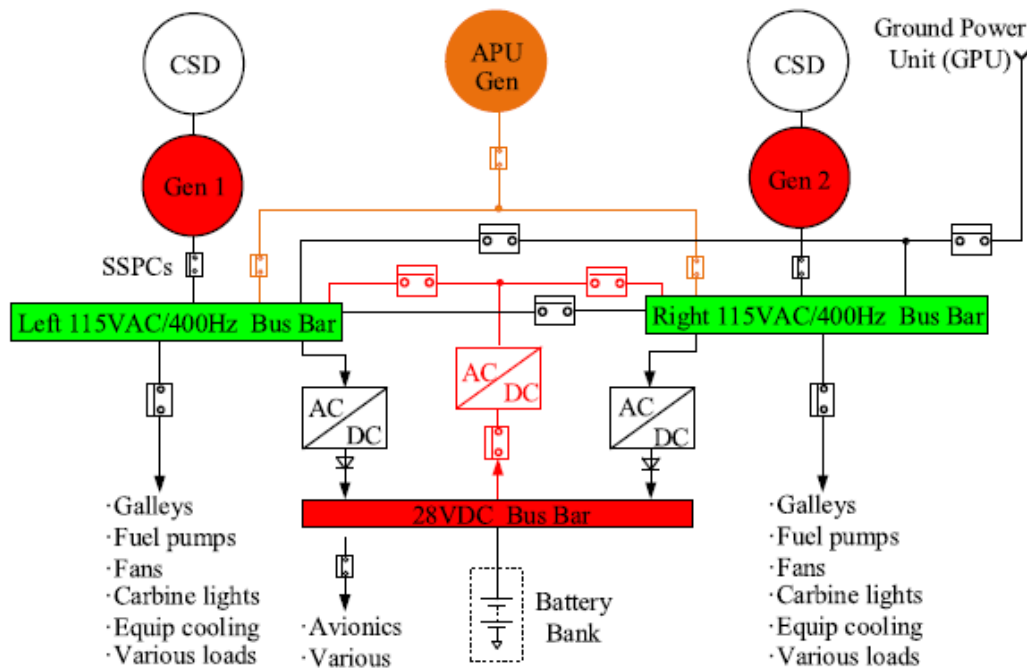 CSD
APU
Gen
CSD
Ground Power
Unit (GPU)
Gen 1
Gen 2
SSPCs
Left 115VAC/400Hz Bus Bar
Right 115VAC/400Hz Bus Bar
AC
DC
AC
DC
AC
DC
28VDC Bus Bar
·Galleys
·Fuel pumps
·Fans
·Carbine lights
·Equip cooling
·Various loads
·Avionics
·Various
Battery
Bank
·Galleys
·Fuel pumps
·Fans
·Carbine lights
·Equip cooling
·Various loads